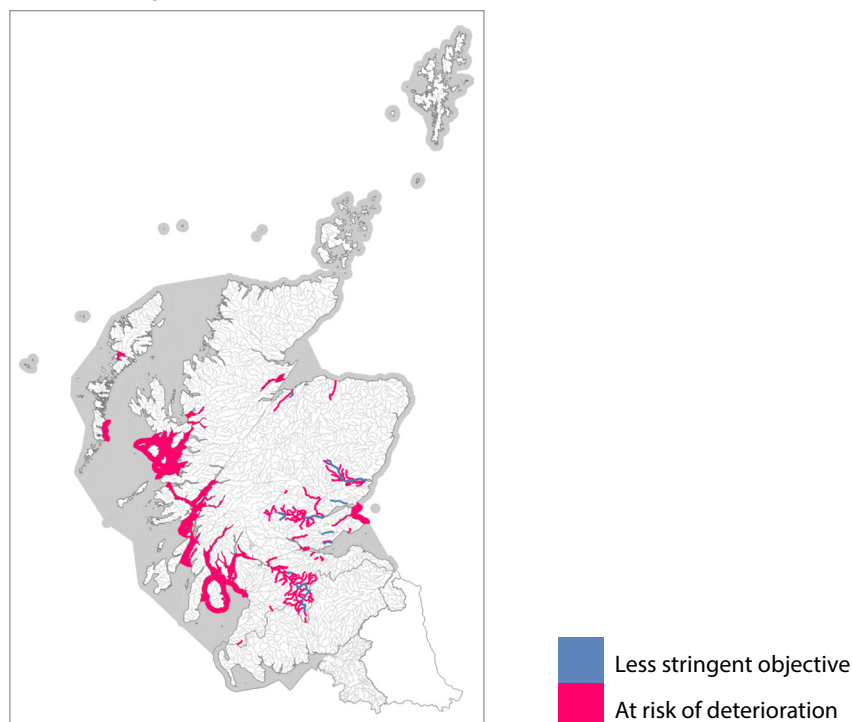 Less stringent objective
At risk of deterioration